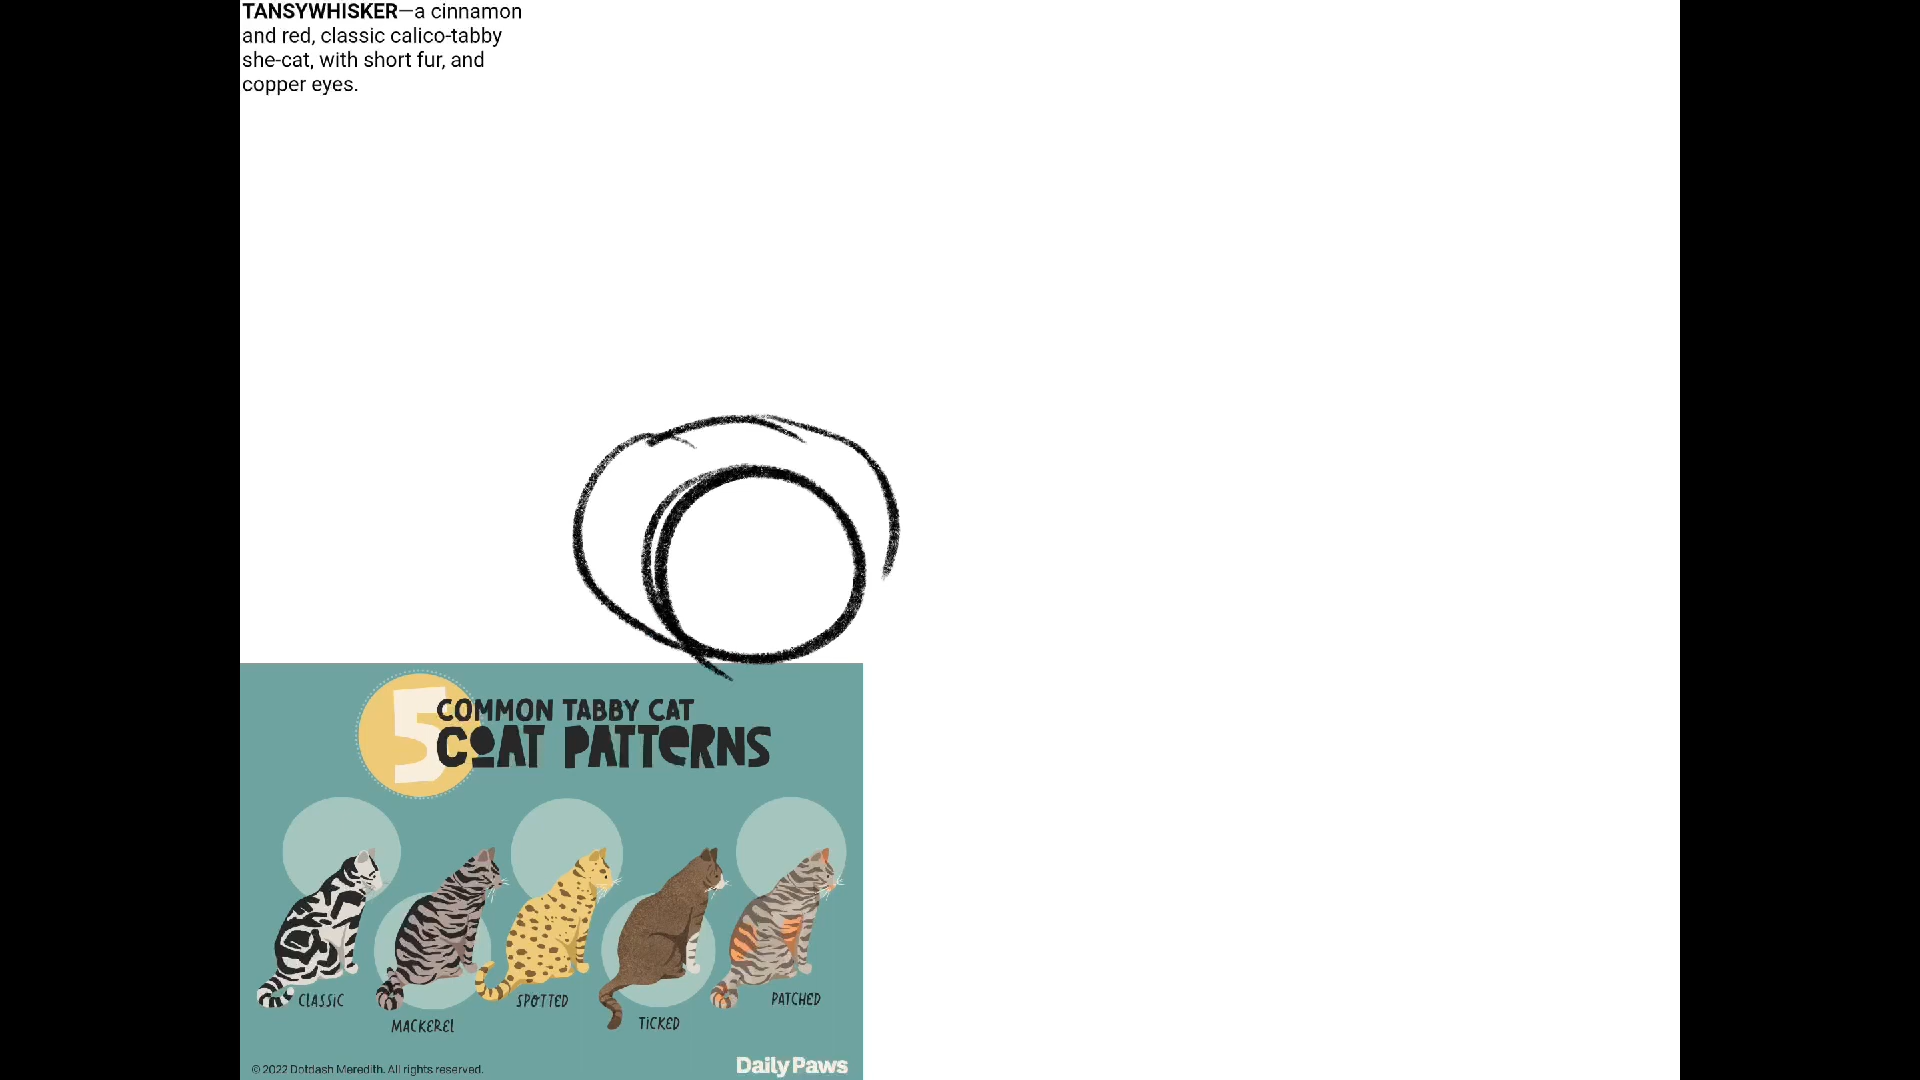 TANSYWHISKER—a cinnamon
and red, classic calico-tabby
she-cat, with short fur, and
copper eyes.
5 COMMON TABBY CAT
COAT PATTERNS
CLASSIC
MACKEREL
SPOTTED
TICKED
PATCHED
© 2022 Dotdash Meredith. All rights reserved.
Daily Paws